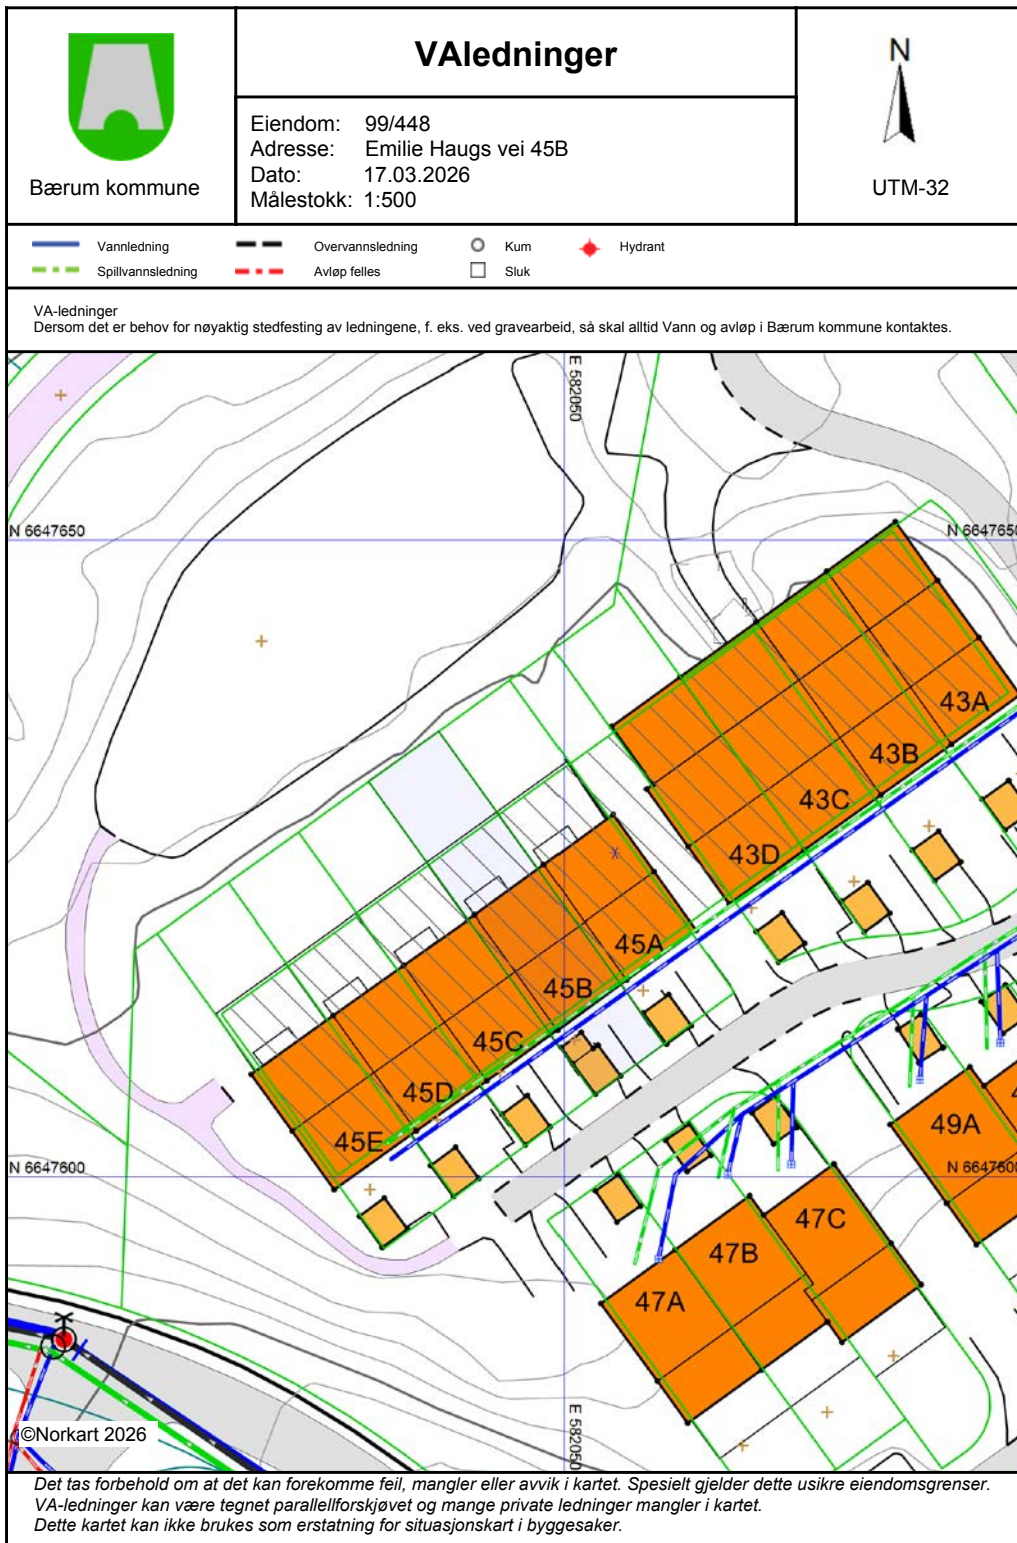 VAledninger
Bærum kommune
Eiendom: 99/448
Adresse: Emilie Haugs vei 45B
Dato: 17.03.2026
Målestokk: 1:500
N
UTM-32
Vannledning
Overvannsledning
Kum
Hydrant
Spillvannsledning
Avløp felles
Sluk
VA-ledninger
Dersom det er behov for nøyaktig stedfesting av ledningene, f. eks. ved gravearbeid, så skal alltid Vann og avløp i Bærum kommune kontaktes.
E 582050
N 6647650
N 6647650
43A
43B
43C
43D
45A
45B
45C
45D
45E
49A
N 6647600
N 6647600
47C
47B
47A
E 582050
©Norkart 2026
Det tas forbehold om at det kan forekomme feil, mangler eller avvik i kartet. Spesielt gjelder dette usikre eiendomsgrenser.
VA-ledninger kan være tegnet parallellforskjøvet og mange private ledninger mangler i kartet.
Dette kartet kan ikke brukes som erstatning for situasjonskart i byggesaker.